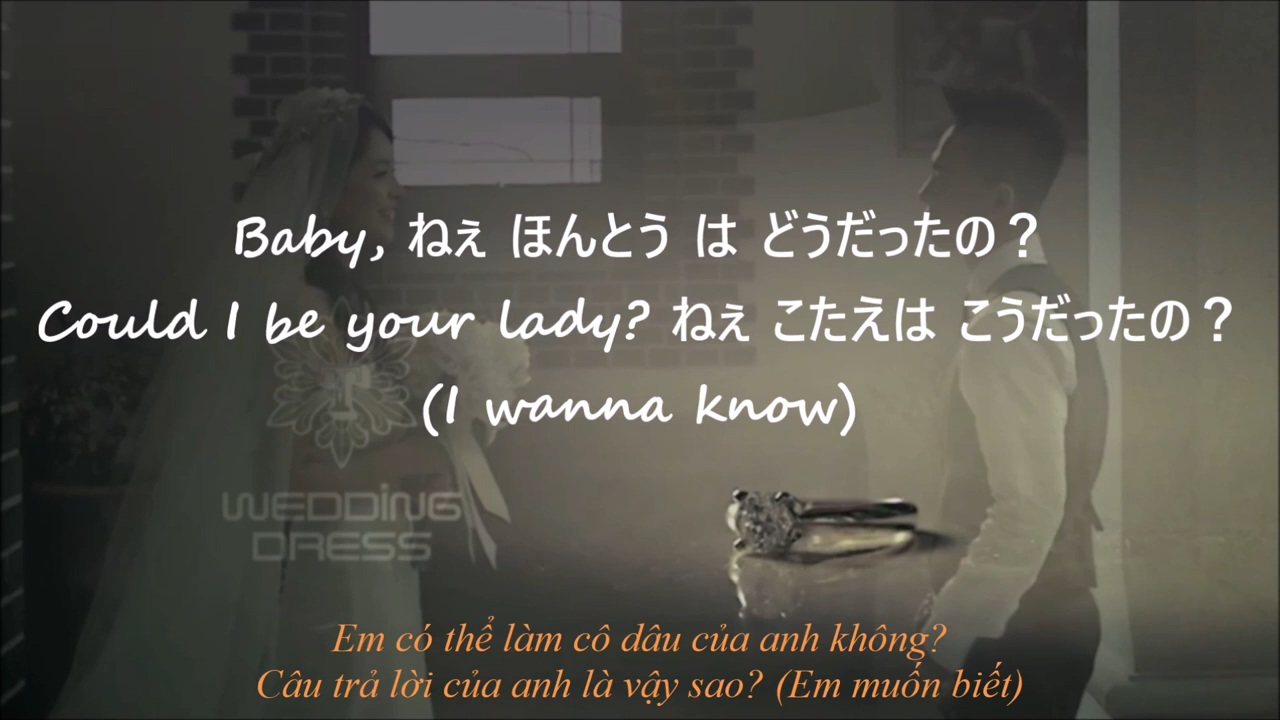 Baby, ねぇ ほんとう は どうだったの？
Could I be your lady? ねぇ こたえは こうだったの？
(I wanna know)
WEDDiNG
DRESS
Em có thể làm cô dâu của anh không?
Câu trả lời của anh là vậy sao? (Em muốn biết)